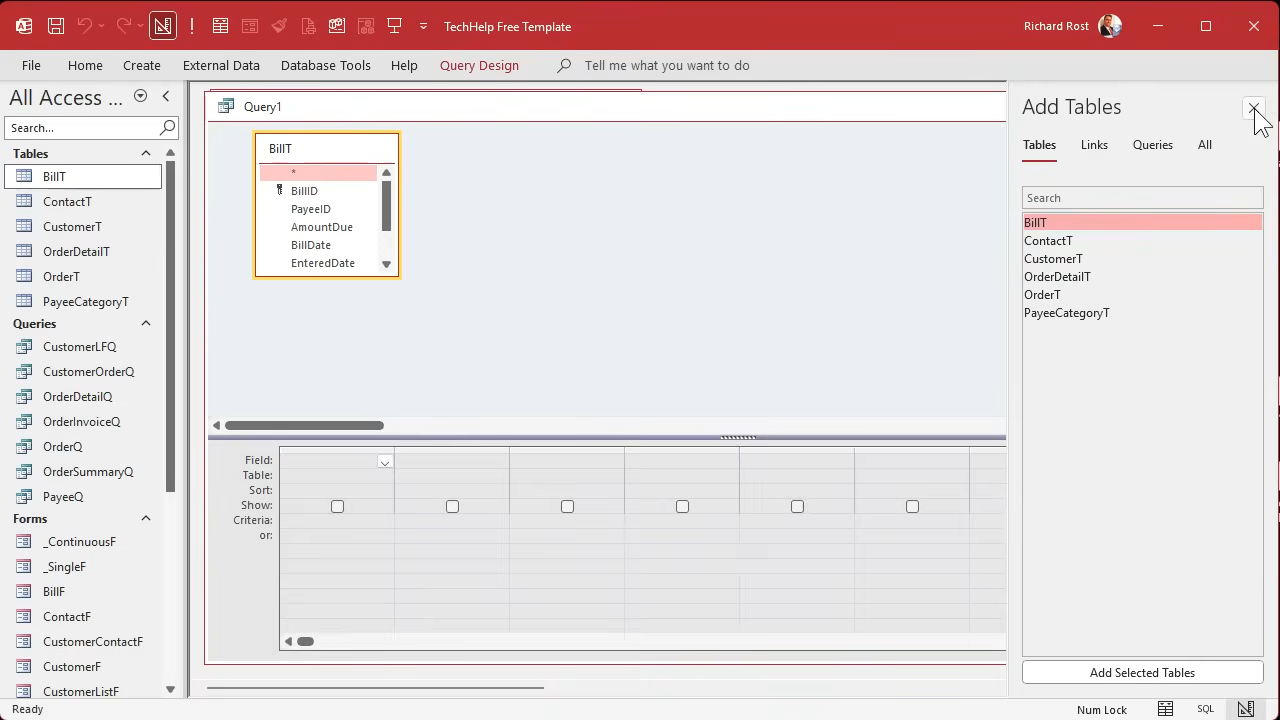 TechHelp Free Template
Richard Rost
File Home Create External Data Database Tools Help Query Design Tell me what you want to do
All Access ...
Search...
Tables
BillT
ContactT
CustomerT
OrderDetailT
OrderT
PayeeCategoryT
Queries
CustomerLFQ
CustomerOrderQ
OrderDetailQ
OrderInvoiceQ
OrderQ
OrderSummaryQ
PayeeQ
Forms
_ContinuousF
_SingleF
BillF
ContactF
CustomerContactF
CustomerF
CustomerListF
Query1
BillT
*
BillID
PayeeID
AmountDue
BillDate
EnteredDate
Field:
Table:
Sort:
Show:
Criteria:
or:
Add Tables
Tables Links Queries All
Search
BillT
ContactT
CustomerT
OrderDetailT
OrderT
PayeeCategoryT
Add Selected Tables
Ready
Num Lock
SQL